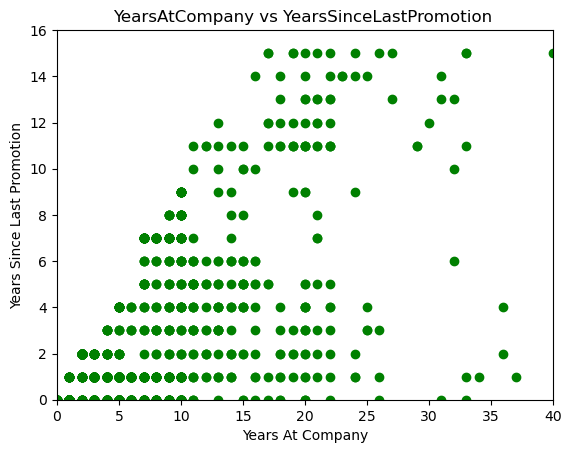 YearsAtCompany vs YearsSinceLastPromotion
16
14
12
10
8
6
4
2
0
Years Since Last Promotion
0 5 10 15 20 25 30 35 40
Years At Company